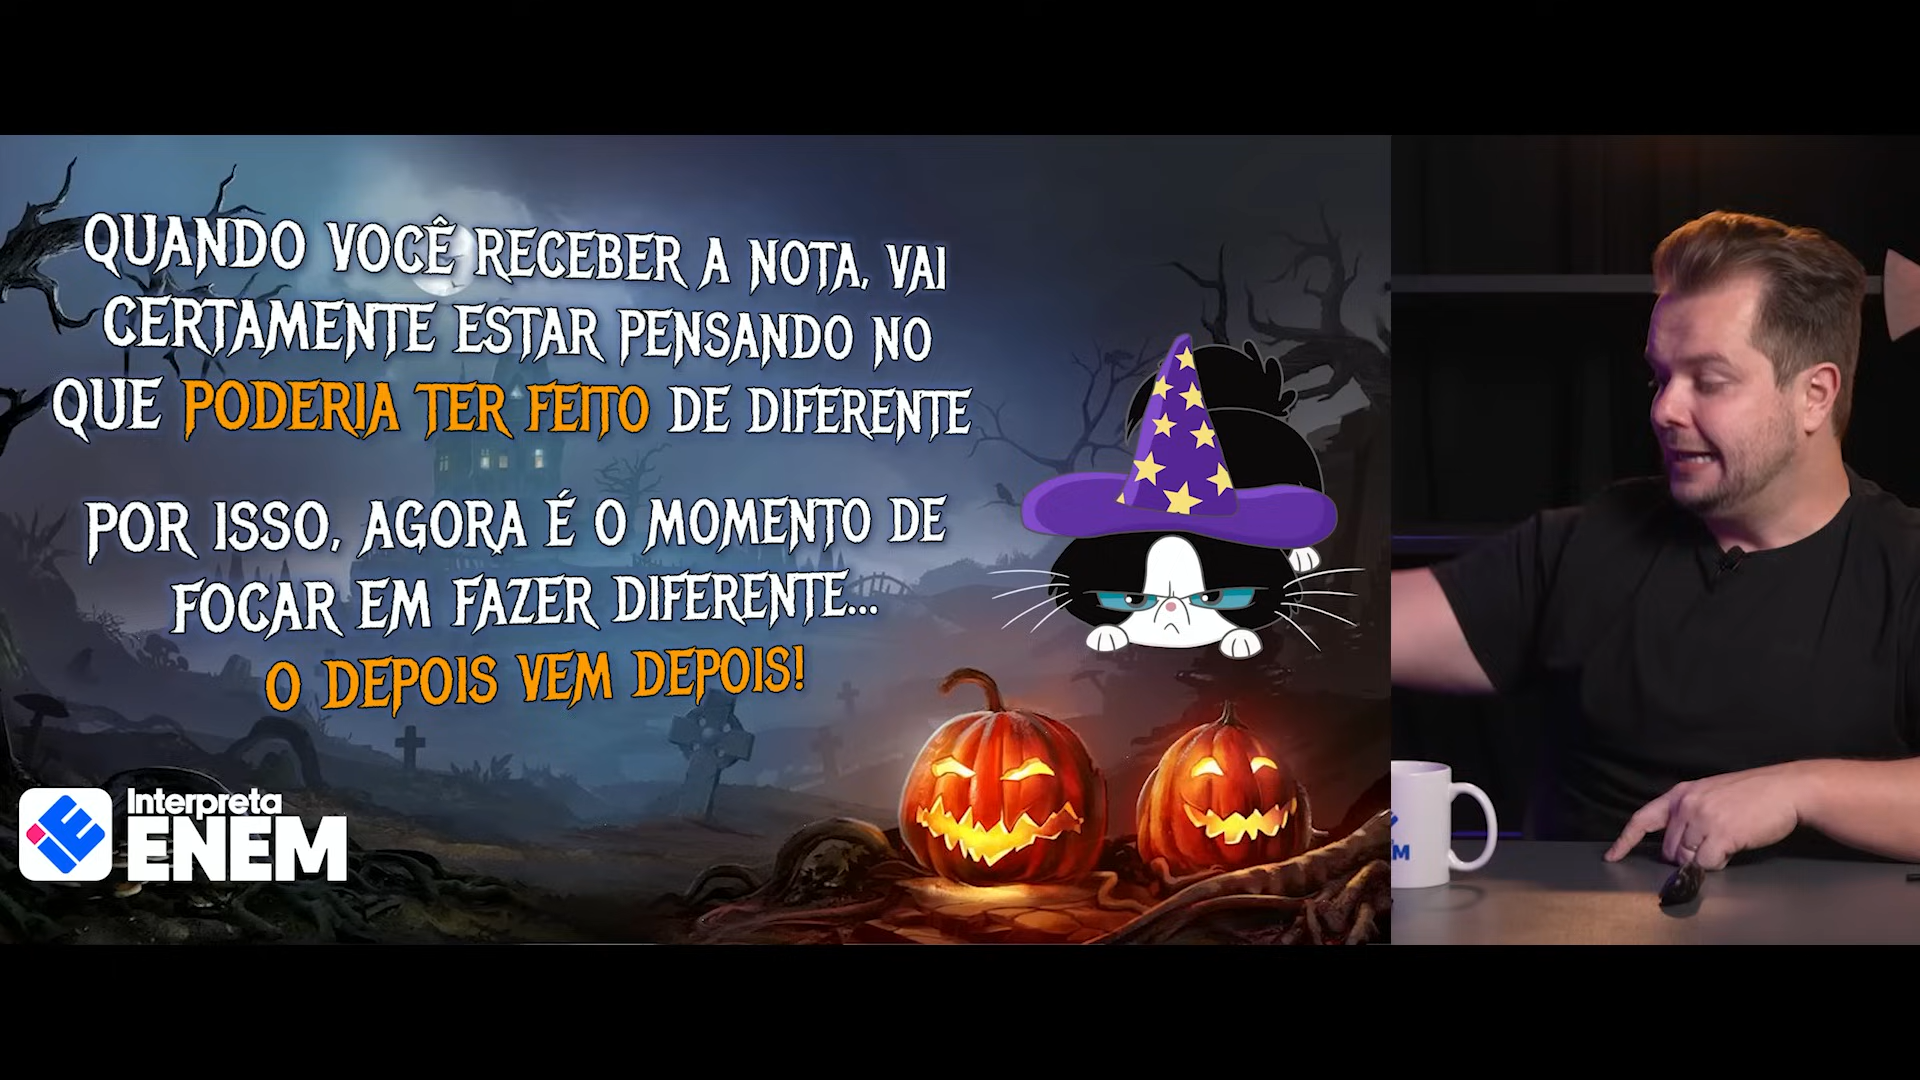 QUANDO VOCÊ RECEBER A NOTA, VAI
CERTAMENTE ESTAR PENSANDO NO
QUE PODERIA TER FEITO DE DIFERENTE
POR ISSO, AGORA É O MOMENTO DE
FOCAR EM FAZER DIFERENTE...
O DEPOIS VEM DEPOIS!
Interpreta
ENEM